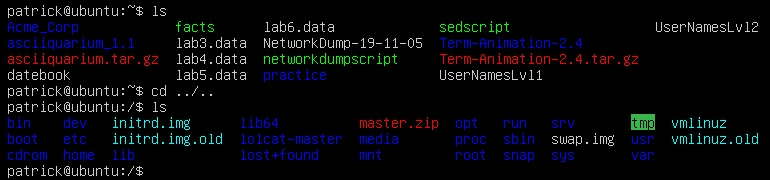 patrick@ubuntu:~$ ls
Acme_Corp facts lab6.data sedscript UserNamesLvl2
asciiquarium_1.1 lab3.data NetworkDump-19-11-05 Term-Animation-2.4
asciiquarium.tar.gz lab4.data networkdumpscript Term-Animation-2.4.tar.gz
datebook lab5.data practice UserNamesLvl1
patrick@ubuntu:~$ cd ../..
patrick@ubuntu:/$ ls
bin dev initrd.img lib64 master.zip opt run srv tmp vmlinuz
boot etc initrd.img.old lolcat-master media proc sbin swap.img usr vmlinuz.old
cdrom home lib lost+found mnt root snap sys var
patrick@ubuntu:/$